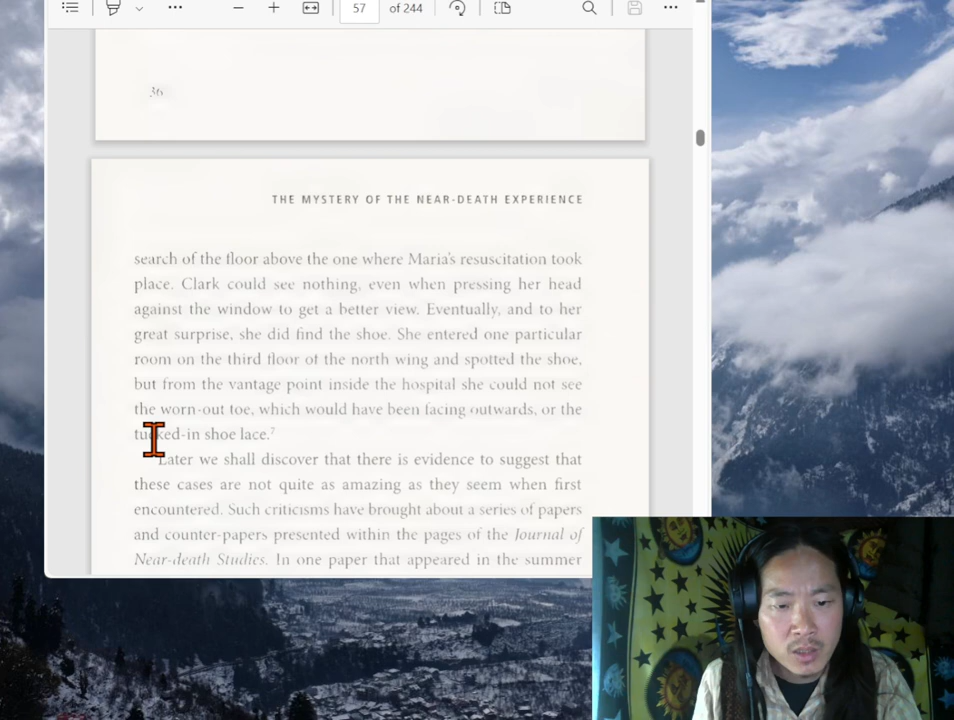 57 of 244
36
THE MYSTERY OF THE NEAR-DEATH EXPERIENCE
search of the floor above the one where Maria's resuscitation took
place. Clark could see nothing, even when pressing her head
against the window to get a better view. Eventually, and to her
great surprise, she did find the shoe. She entered one particular
room on the third floor of the north wing and spotted the shoe,
but from the vantage point inside the hospital she could not see
the worn-out toe, which would have been facing outwards, or the
tucked-in shoe lace.7
Later we shall discover that there is evidence to suggest that
these cases are not quite as amazing as they seem when first
encountered. Such criticisms have brought about a series of papers
and counter-papers presented within the pages of the Journal of
Near-death Studies. In one paper that appeared in the summer